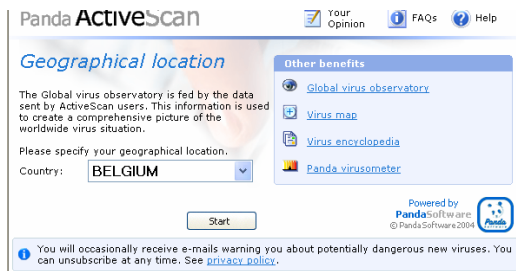 Panda ActiveScan
Your Opinion
FAQs
Help
Geographical location
The Global virus observatory is fed by the data
sent by ActiveScan users. This information is used
to create a comprehensive picture of the
worldwide virus situation.
Please specify your geographical location.
Country: BELGIUM
Start
Other benefits
Global virus observatory
Virus map
Virus encyclopedia
Panda virusometer
Powered by
PandaSoftware
© PandaSoftware 2004
Panda
You will occasionally receive e-mails warning you about potentially dangerous new viruses. You
can unsubscribe at any time. See privacy policy.